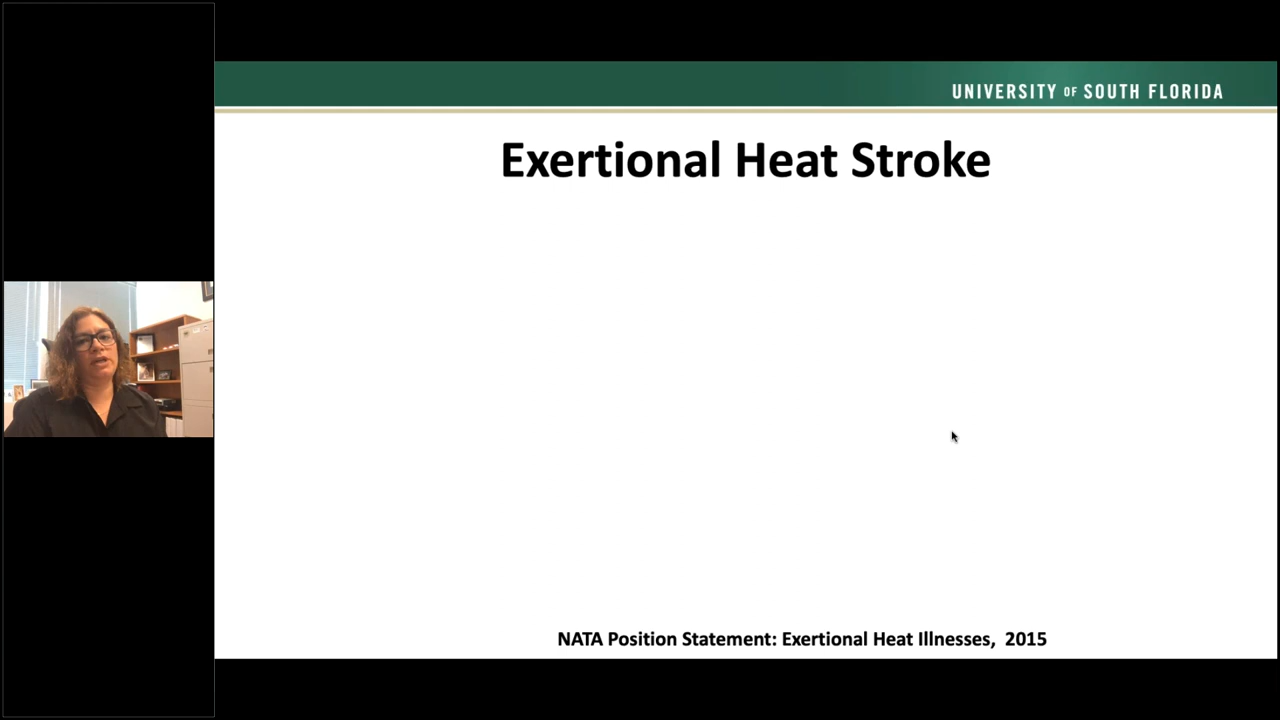 UNIVERSITY OF SOUTH FLORIDA
Exertional Heat Stroke
NATA Position Statement: Exertional Heat Illnesses, 2015